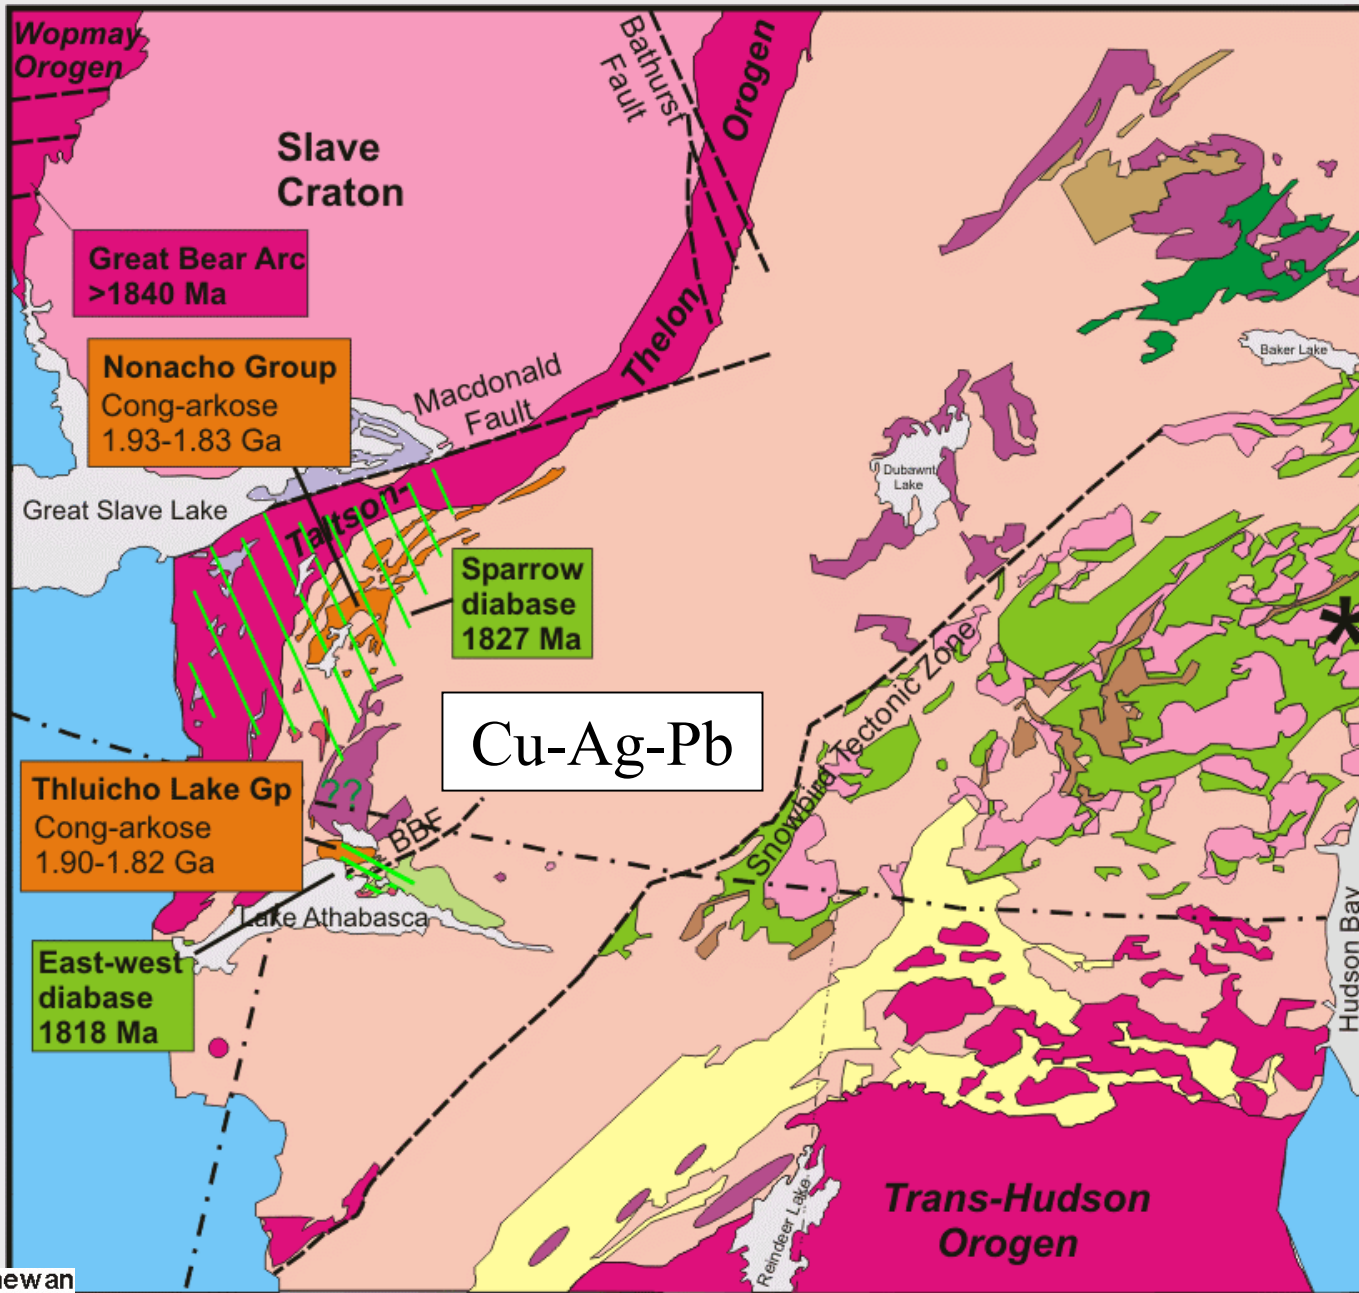 Wopmay
Orogen
Bathurst
Fault
Orogen
Slave
Craton
Great Bear Arc
>1840 Ma
Thelon
Nonacho Group
Cong-arkose
1.93-1.83 Ga
Macdonald
Fault
Baker Lake
Dubawnt
Lake
Great Slave Lake
Taltson-
Sparrow
diabase
1827 Ma
*
Snowbird Tectonic Zone
Cu-Ag-Pb
Thluicho Lake Gp
Cong-arkose
1.90-1.82 Ga
??
BBF
Lake Athabasca
East-west
diabase
1818 Ma
Hudson Bay
Trans-Hudson
Orogen
Reindeer Lake
ewan